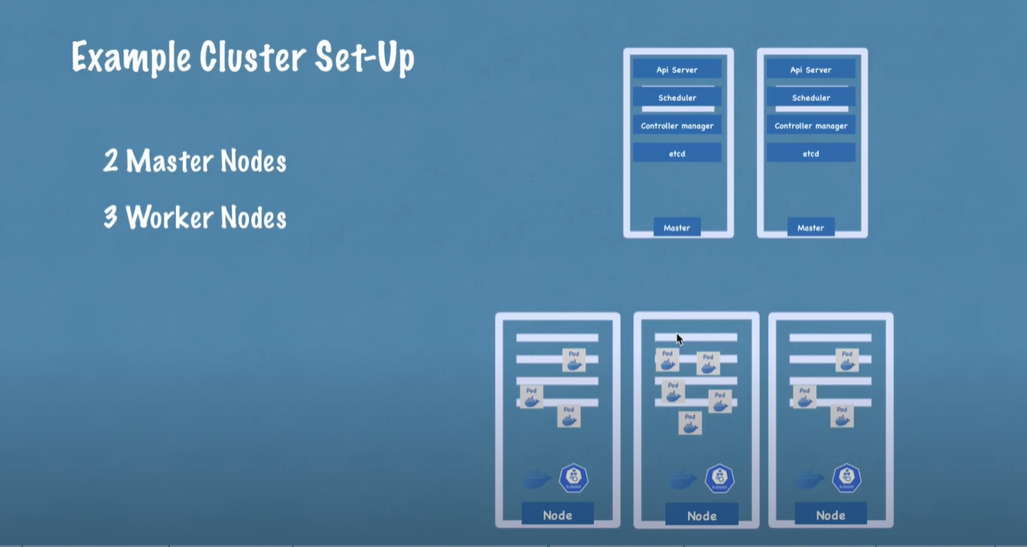 Example Cluster Set-Up
2 Master Nodes
3 Worker Nodes
Api Server
Scheduler
Controller manager
etcd
Master
Api Server
Scheduler
Controller manager
etcd
Master
Pod
Pod
Pod
Node
Pod
Pod
Pod
Pod
Pod
Node
Pod
Pod
Pod
Node